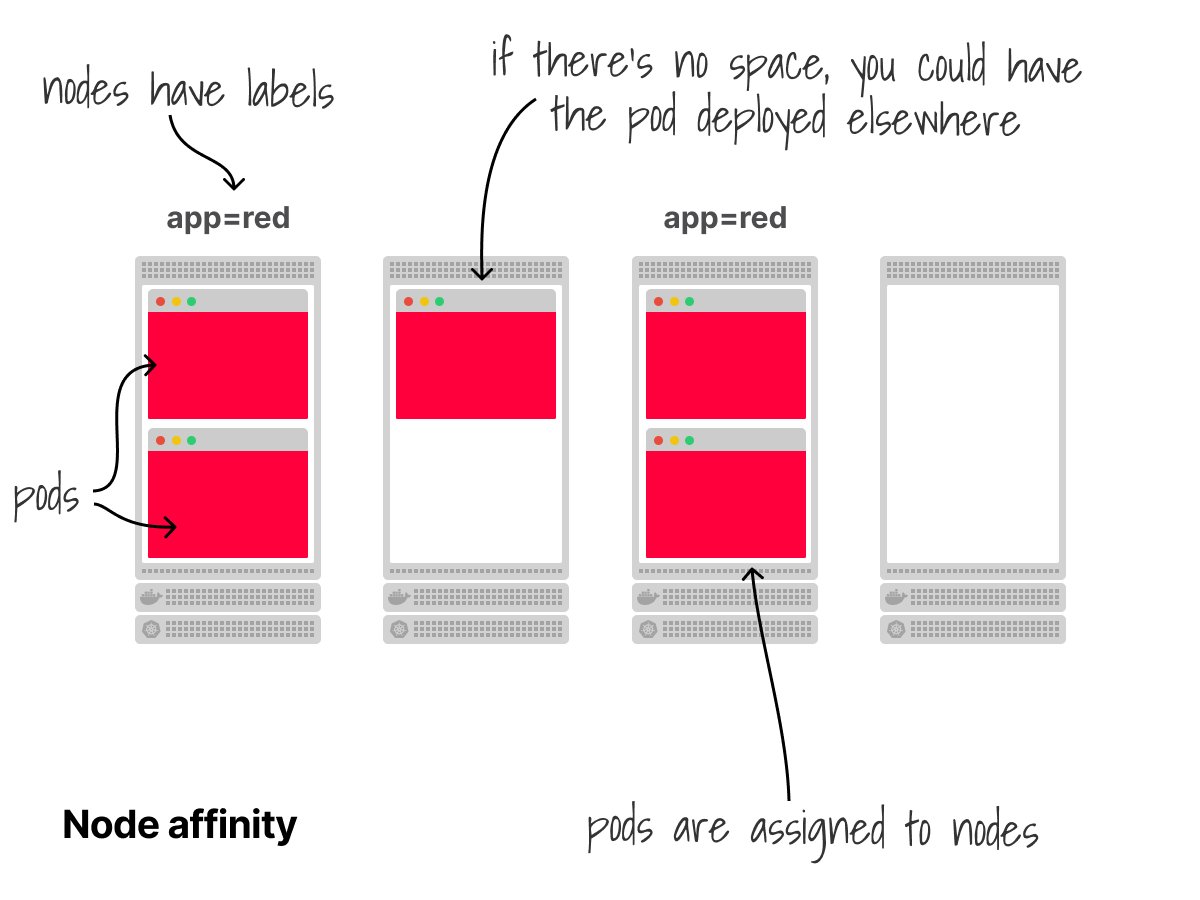 nodes have labels
if there's no space, you could have
the pod deployed elsewhere
app=red
app=red
pods
Node affinity
pods are assigned to nodes